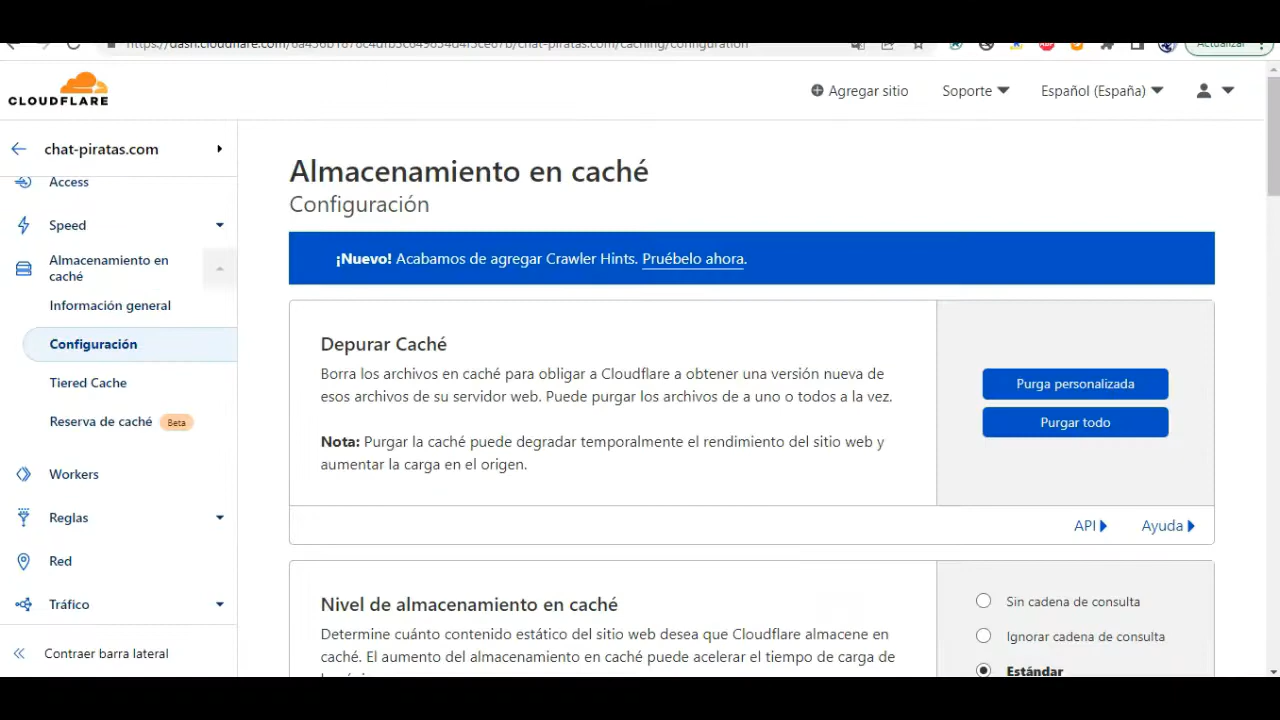 Actualizar
CLOUDFLARE
Agregar sitio
Soporte
Español (España)
chat-piratas.com
Access
Speed
Almacenamiento en
caché
Información general
Configuración
Tiered Cache
Reserva de caché Beta
Workers
Reglas
Red
Tráfico
Contraer barra lateral
Almacenamiento en caché
Configuración
¡Nuevo! Acabamos de agregar Crawler Hints. Pruébelo ahora.
Depurar Caché
Borra los archivos en caché para obligar a Cloudflare a obtener una versión nueva de
esos archivos de su servidor web. Puede purgar los archivos de a uno o todos a la vez.
Nota: Purgar la caché puede degradar temporalmente el rendimiento del sitio web y
aumentar la carga en el origen.
Purga personalizada
Purgar todo
API
Ayuda
Nivel de almacenamiento en caché
Determine cuánto contenido estático del sitio web desea que Cloudflare almacene en
caché. El aumento del almacenamiento en caché puede acelerar el tiempo de carga de
Sin cadena de consulta
Ignorar cadena de consulta
Estándar